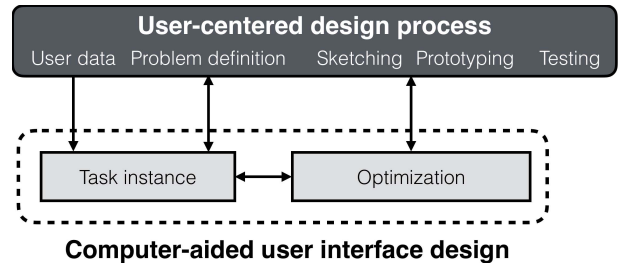 User-centered design process
User data Problem definition Sketching Prototyping Testing
Task instance Optimization
Computer-aided user interface design